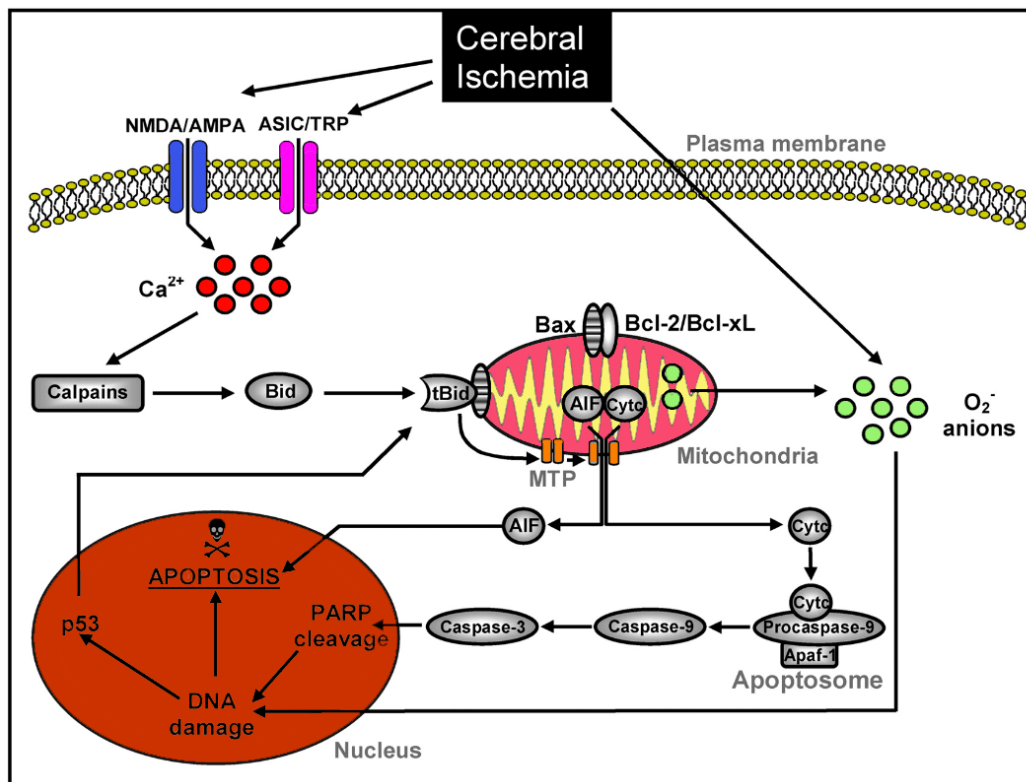 Cerebral
Ischemia
NMDA/AMPA
ASIC/TRP
Plasma membrane
Ca²⁺
Bax
Bcl-2/Bcl-xL
Calpains
Bid
tBid
AIF
Cytc
O₂⁻
anions
Mitochondria
MTP
AIF
Cytc
APOPTOSIS
p53
PARP
cleavage
Caspase-3
Caspase-9
Cytc
Procaspase-9
Apaf-1
Apoptosome
DNA
damage
Nucleus